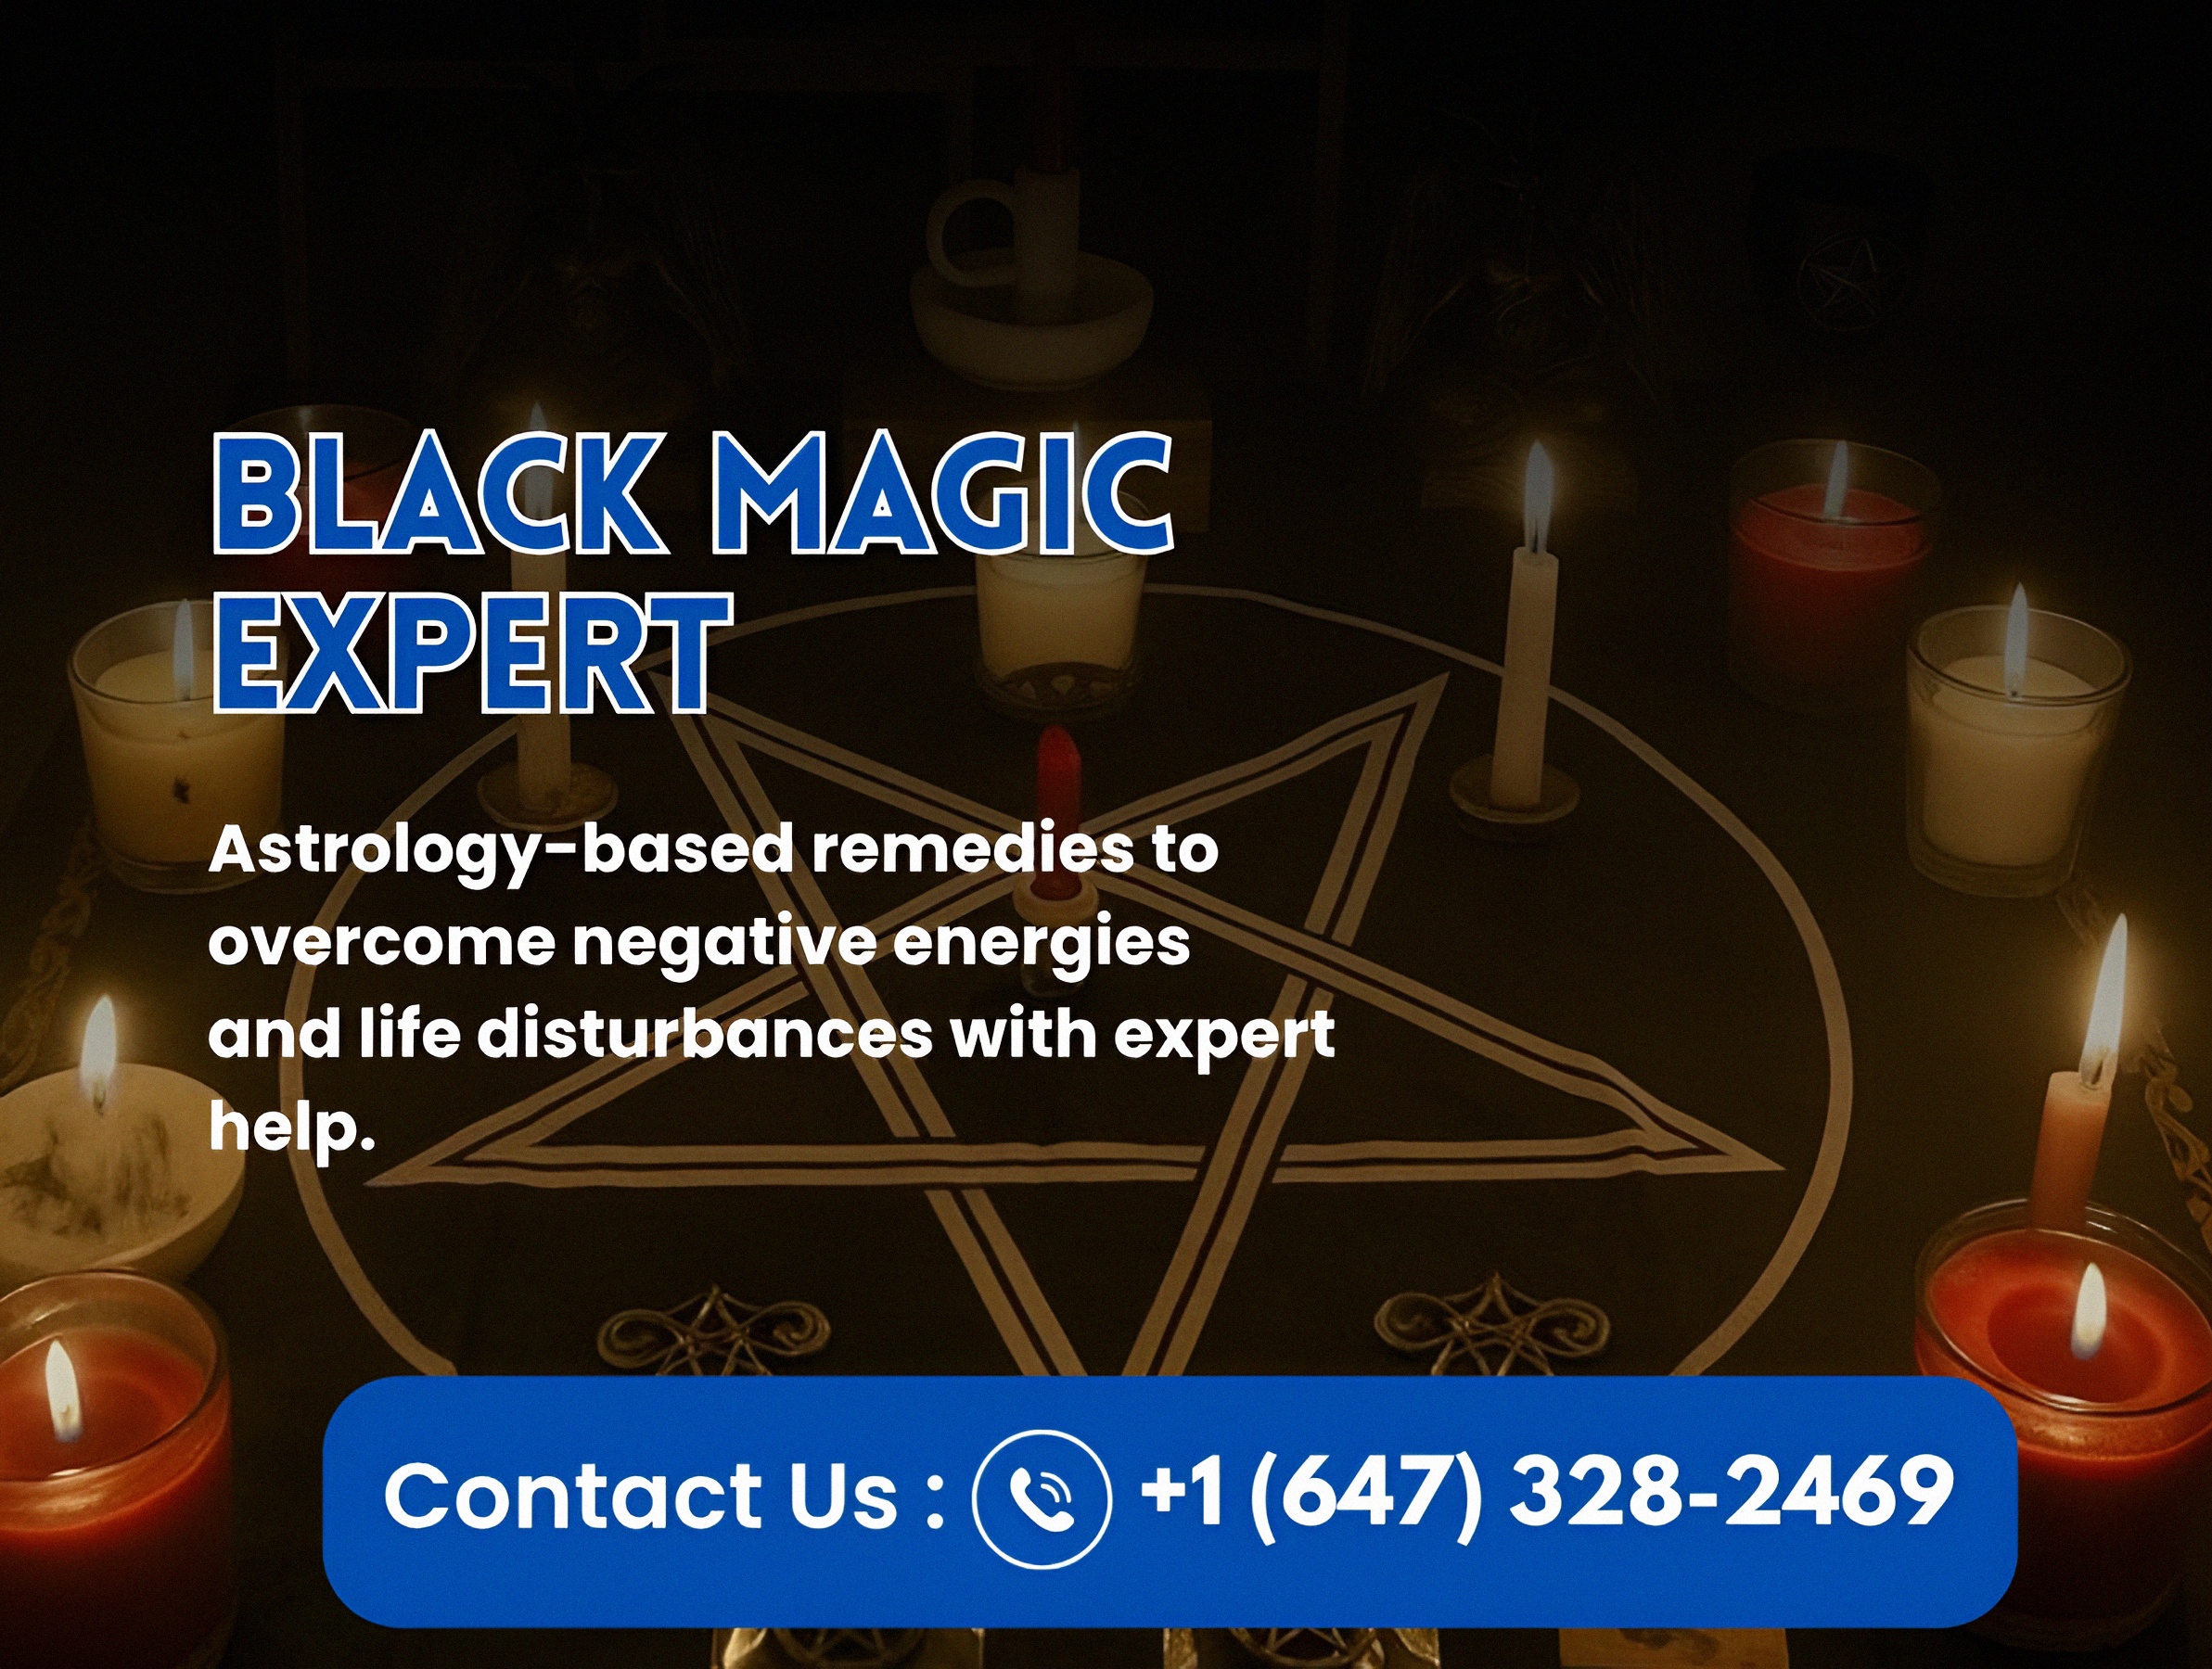 BLACK MAGIC
EXPERT
Astrology-based remedies to
overcome negative energies
and life disturbances with expert
help.
Contact Us : +1 (647) 328-2469